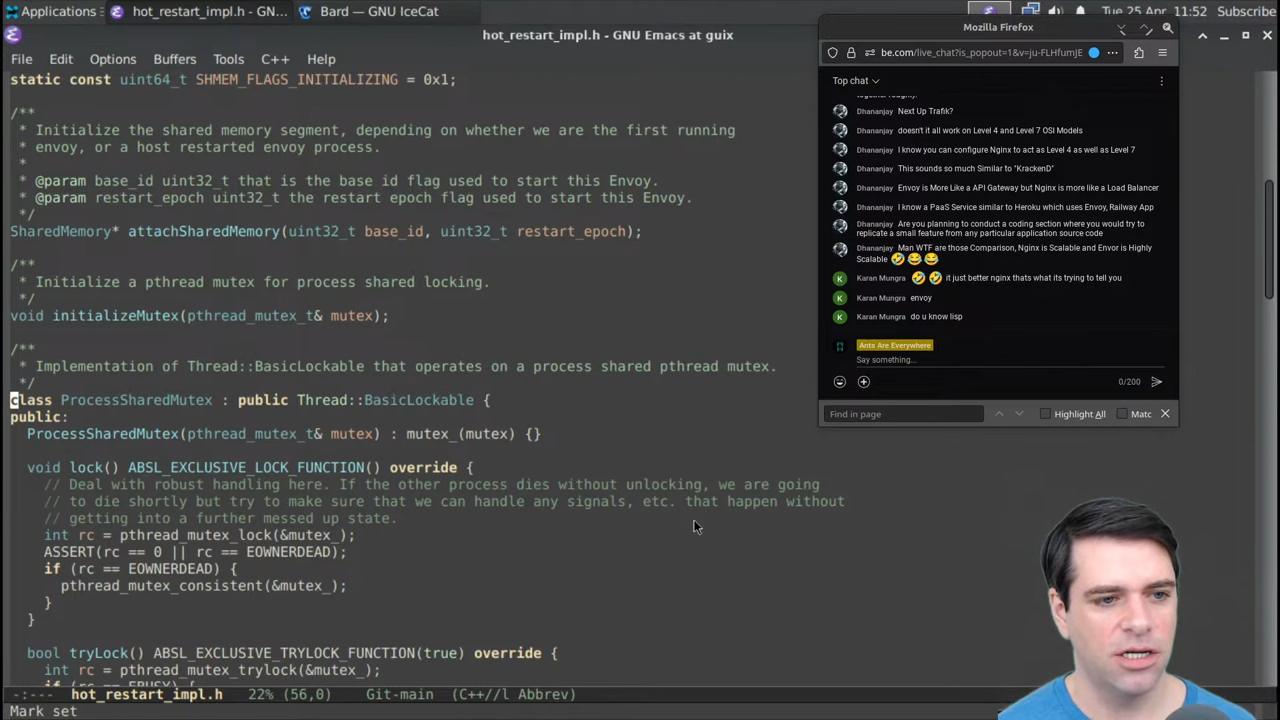 Applications
hot_restart_impl.h - GN...
Bard — GNU IceCat
Tue 25 Apr, 11:52
Subscribe
hot_restart_impl.h - GNU Emacs at guix
File Edit Options Buffers Tools C++ Help
static const uint64_t SHMEM_FLAGS_INITIALIZING = 0x1;
/**
* Initialize the shared memory segment, depending on whether we are the first running
* envoy, or a host restarted envoy process.
*
* @param base_id uint32_t that is the base id flag used to start this Envoy.
* @param restart_epoch uint32_t the restart epoch flag used to start this Envoy.
*/
SharedMemory* attachSharedMemory(uint32_t base_id, uint32_t restart_epoch);
/**
* Initialize a pthread mutex for process shared locking.
*/
void initializeMutex(pthread_mutex_t& mutex);
/**
* Implementation of Thread::BasicLockable that operates on a process shared pthread mutex.
*/
class ProcessSharedMutex : public Thread::BasicLockable {
public:
ProcessSharedMutex(pthread_mutex_t& mutex) : mutex_(mutex) {}
void lock() ABSL_EXCLUSIVE_LOCK_FUNCTION() override {
// Deal with robust handling here. If the other process dies without unlocking, we are going
// to die shortly but try to make sure that we can handle any signals, etc. that happen without
// getting into a further messed up state.
int rc = pthread_mutex_lock(&mutex_);
ASSERT(rc == 0 || rc == EOWNERDEAD);
if (rc == EOWNERDEAD) {
pthread_mutex_consistent(&mutex_);
}
}
bool tryLock() ABSL_EXCLUSIVE_TRYLOCK_FUNCTION(true) override {
int rc = pthread_mutex_trylock(&mutex_);
if (rc == EBUSY) {
-:--- hot_restart_impl.h 22% (56,0) Git-main (C++//l Abbrev)
Mark set
Mozilla Firefox
be.com/live_chat?is_popout=1&v=ju-FLHfumJE
Top chat
together roughly.
Dhananjay Next Up Trafik?
Dhananjay doesn't it all work on Level 4 and Level 7 OSI Models
Dhananjay I know you can configure Nginx to act as Level 4 as well as Level 7
Dhananjay This sounds so much Similar to "KrackenD"
Dhananjay Envoy is More Like a API Gateway but Nginx is more like a Load Balancer
Dhananjay I know a PaaS Service similar to Heroku which uses Envoy, Railway App
Dhananjay Are you planning to conduct a coding section where you would try to
replicate a small feature from any particular application source code
Dhananjay Man WTF are those Comparison, Nginx is Scalable and Envor is Highly
Scalable 🤣😂😂
K Karan Mungra 🤣🤣 it just better nginx thats what its trying to tell you
K Karan Mungra envoy
K Karan Mungra do u know lisp
Ants Are Everywhere
Say something...
0/200
Find in page
Highlight All
Matc